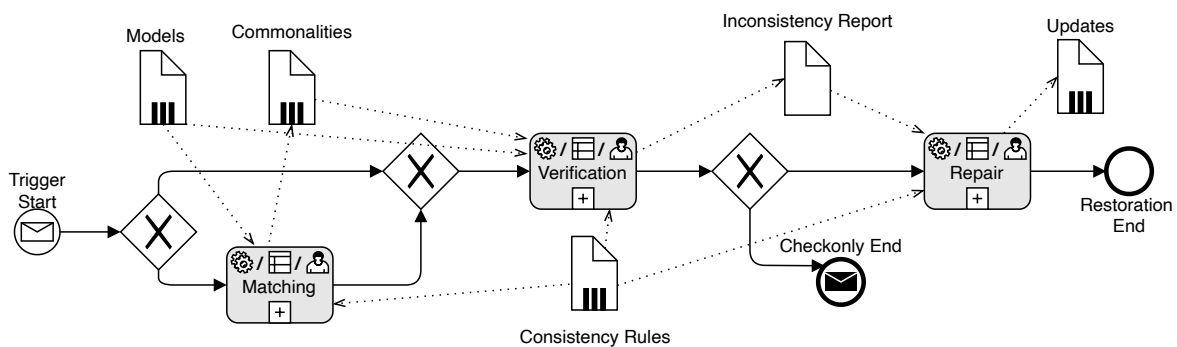 Models
Commonalities
Inconsistency Report
Updates
Trigger
Start
/ /
Verification
+
/ /
Repair
+
Restoration
End
/ /
Matching
+
Checkonly End
Consistency Rules